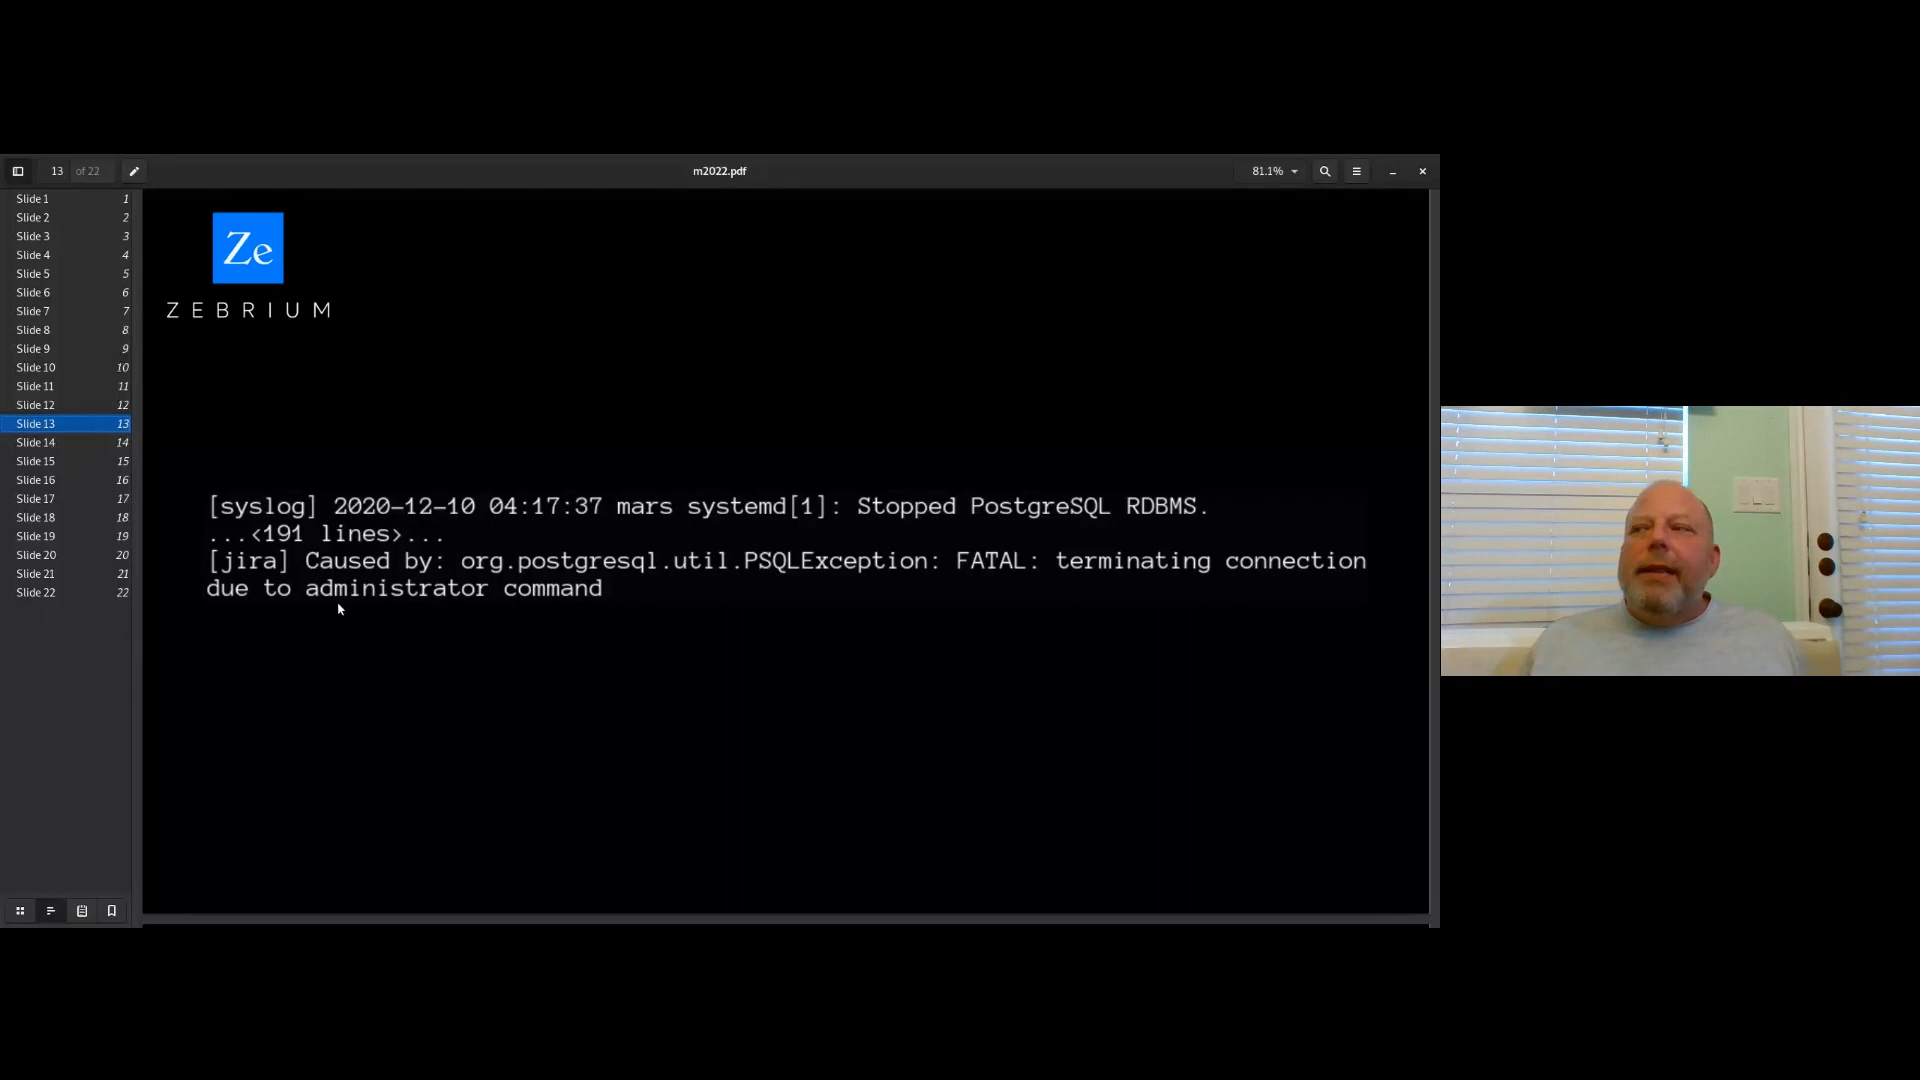 13 of 22
m2022.pdf
81.1%
Slide 1 1
Slide 2 2
Slide 3 3
Slide 4 4
Slide 5 5
Slide 6 6
Slide 7 7
Slide 8 8
Slide 9 9
Slide 10 10
Slide 11 11
Slide 12 12
Slide 13 13
Slide 14 14
Slide 15 15
Slide 16 16
Slide 17 17
Slide 18 18
Slide 19 19
Slide 20 20
Slide 21 21
Slide 22 22
Ze
ZEBRIUM
[syslog] 2020-12-10 04:17:37 mars systemd[1]: Stopped PostgreSQL RDBMS.
...<191 lines>...
[jira] Caused by: org.postgresql.util.PSQLException: FATAL: terminating connection
due to administrator command